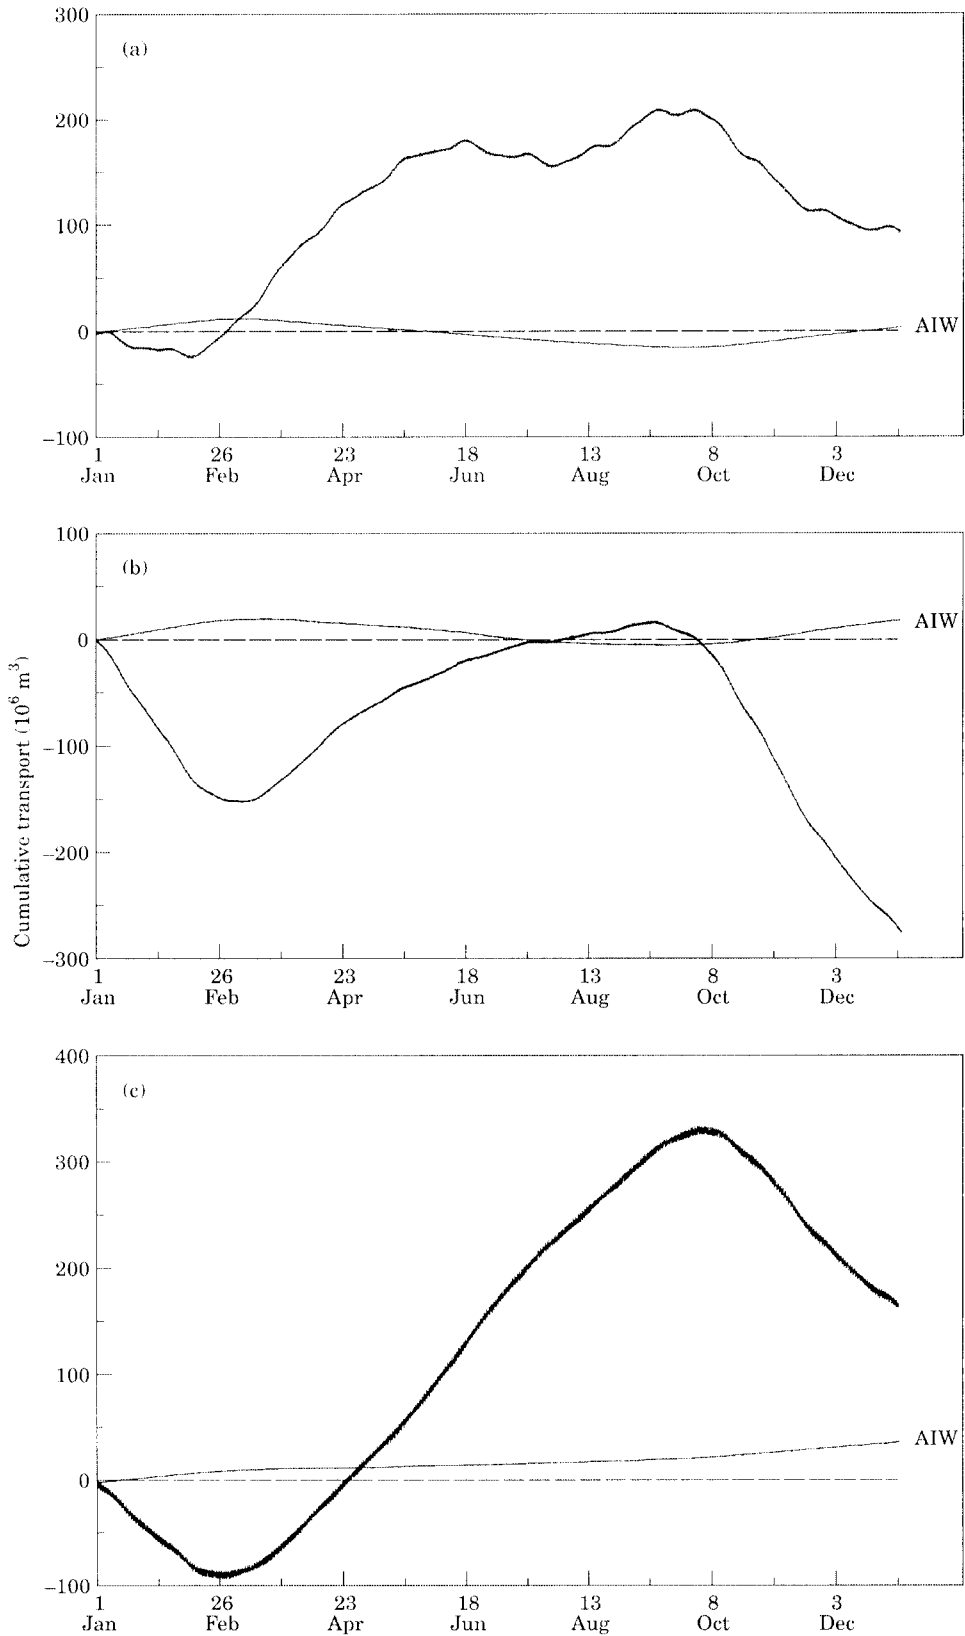 300
(a)
200
100
0
AIW
−100
1 26 23 18 13 8 3
Jan Feb Apr Jun Aug Oct Dec
100
(b)
0
AIW
−100
−200
−300
1 26 23 18 13 8 3
Jan Feb Apr Jun Aug Oct Dec
Cumulative transport (10⁶ m³)
400
(c)
300
200
100
AIW
0
−100
1 26 23 18 13 8 3
Jan Feb Apr Jun Aug Oct Dec